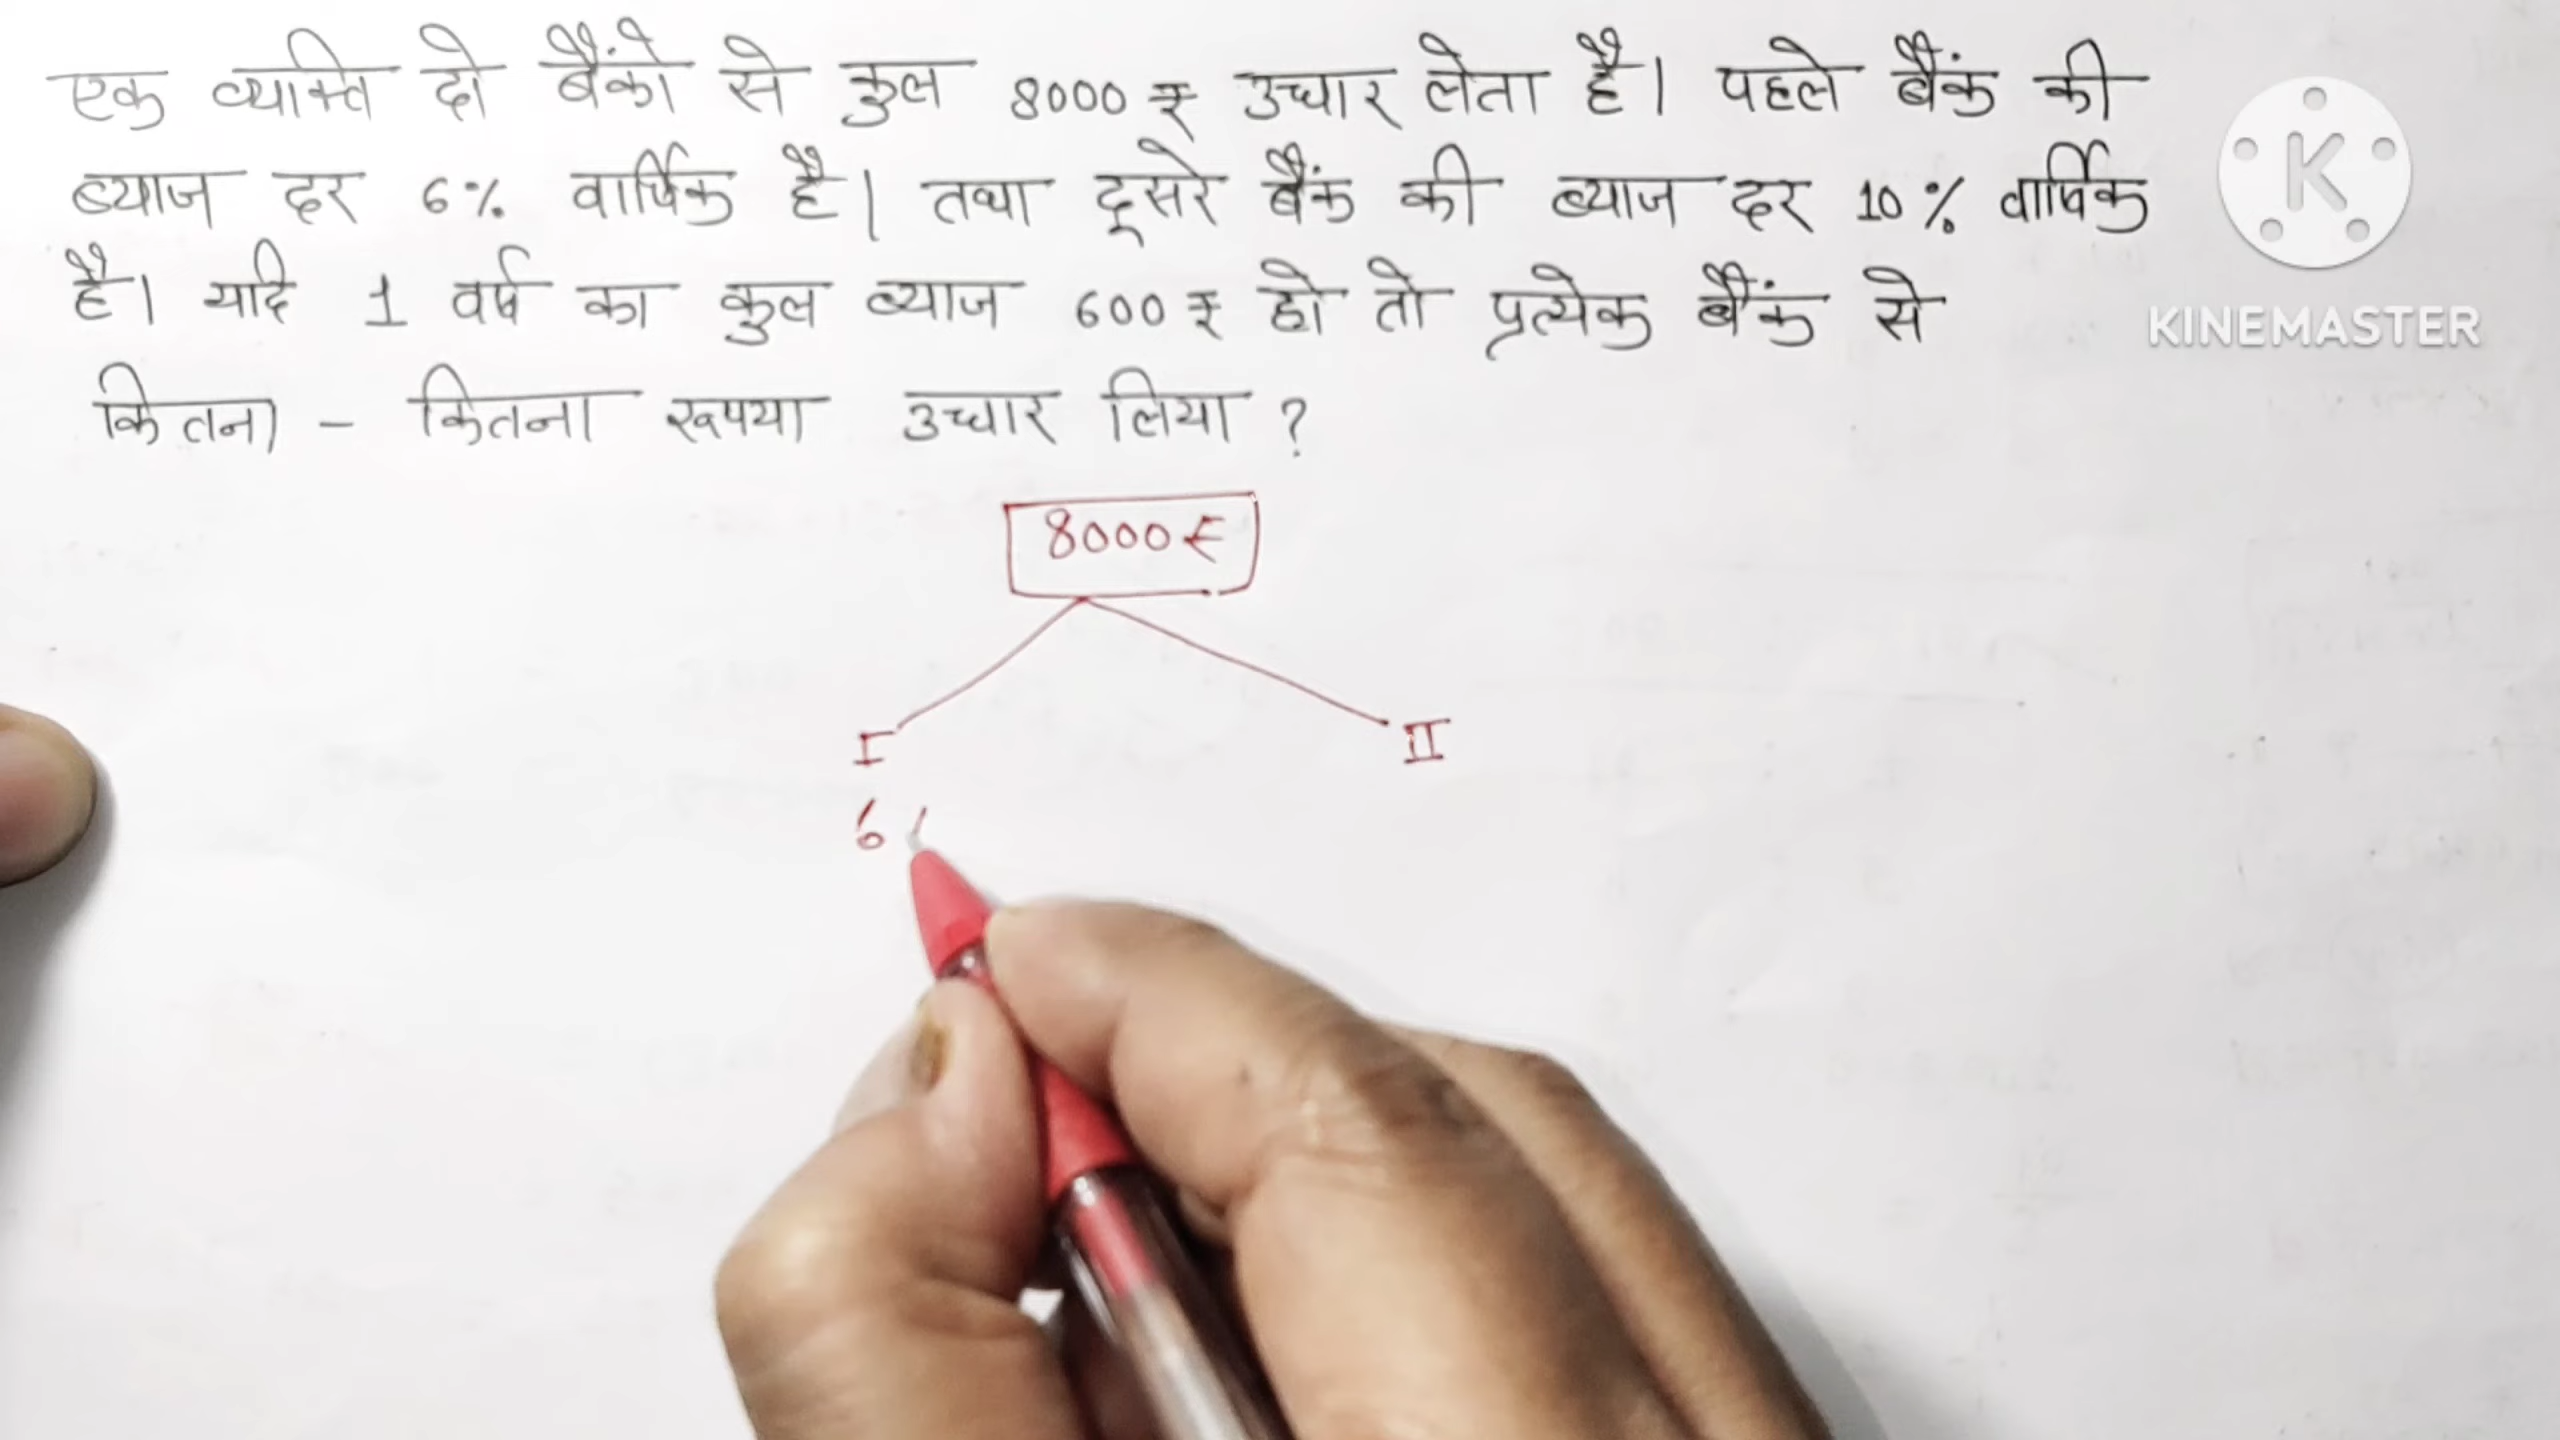 एक व्यक्ति दो बैंको से कुल 8000 ₹ उधार लेता है। पहले बैंक की
ब्याज दर 6% वार्षिक है। तथा दूसरे बैंक की ब्याज दर 10% वार्षिक
है। यदि 1 वर्ष का कुल ब्याज 600 ₹ हो तो प्रत्येक बैंक से
कितना - कितना रूपया उधार लिया ?
8000 ₹
I II
6
K
KINEMASTER